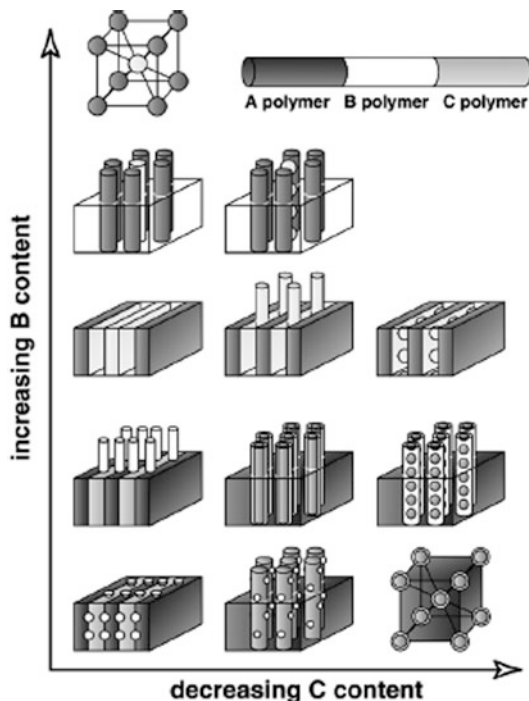 A polymer B polymer C polymer
increasing B content
decreasing C content